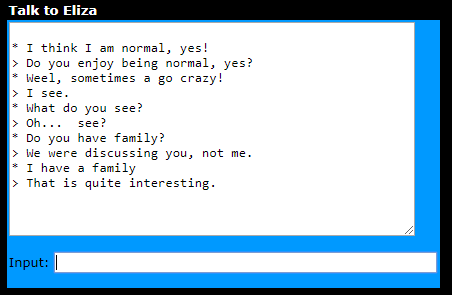 Talk to Eliza
* I think I am normal, yes!
> Do you enjoy being normal, yes?
* Weel, sometimes a go crazy!
> I see.
* What do you see?
> Oh...  see?
* Do you have family?
> We were discussing you, not me.
* I have a family
> That is quite interesting.
Input: